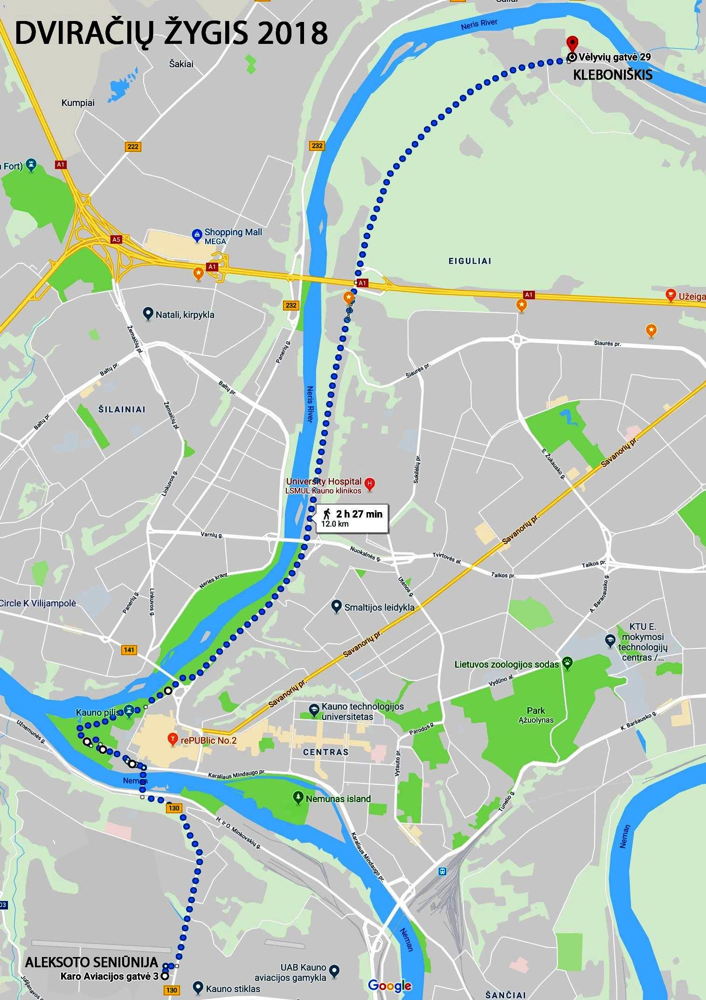 DVIRAČIŲ ŽYGIS 2018
Neris River
Vėlyvių gatvė 29
KLEBONIŠKIS
Šakiai
Kumpiai
222
232
A1
Fort)
A5
Shopping Mall
MEGA
A1
A1
A1
EIGULIAI
Užeiga
232
Natali, kirpykla
Žemaičių pl.
Panerių g.
Šiaurės pr.
Šiaurės pr.
Baltų pr.
Baltų pr.
Baltų pr.
Neris River
ŠILAINIAI
Žemaičių pl.
Savanorių pr.
S. Žukausko g.
Sukilėlių pr.
Linkuvos g.
University Hospital
LSMUL Kauno klinikos
2 h 27 min
12.0 km
Savanorių pr.
Varnių g.
Nuokalnės g.
Tvirtovės al.
Taikos pr.
Taikos pr.
Neries krant.
Utenos g.
A. Baranausko g.
Panerių g.
Linkuvos g.
Circle K Vilijampolė
Smaltijos leidykla
KTU E.
mokymosi
technologijų
centras /...
Savanorių pr.
141
Lietuvos zoologijos sodas
Vydūno al.
Savanorių pr.
Kauno technologijos
universitetas
Kauno pilis
Park
Ąžuolynas
K. Baršausko g.
Užnemunės g.
Parodos g.
rePUBlic No.2
CENTRAS
Vytauto pr.
Karaliaus Mindaugo pr.
Neman
Nemunas island
Tunelio g.
130
H. ir O. Minkovskių g.
Karaliaus Mindaugo pr.
Neman
03
Neman
ALEKSOTO SENIŪNIJA
Karo Aviacijos gatvė 3
UAB Kauno
aviacijos gamykla
Julijanavos g.
130
Kauno stiklas
Google
ŠANČIAI